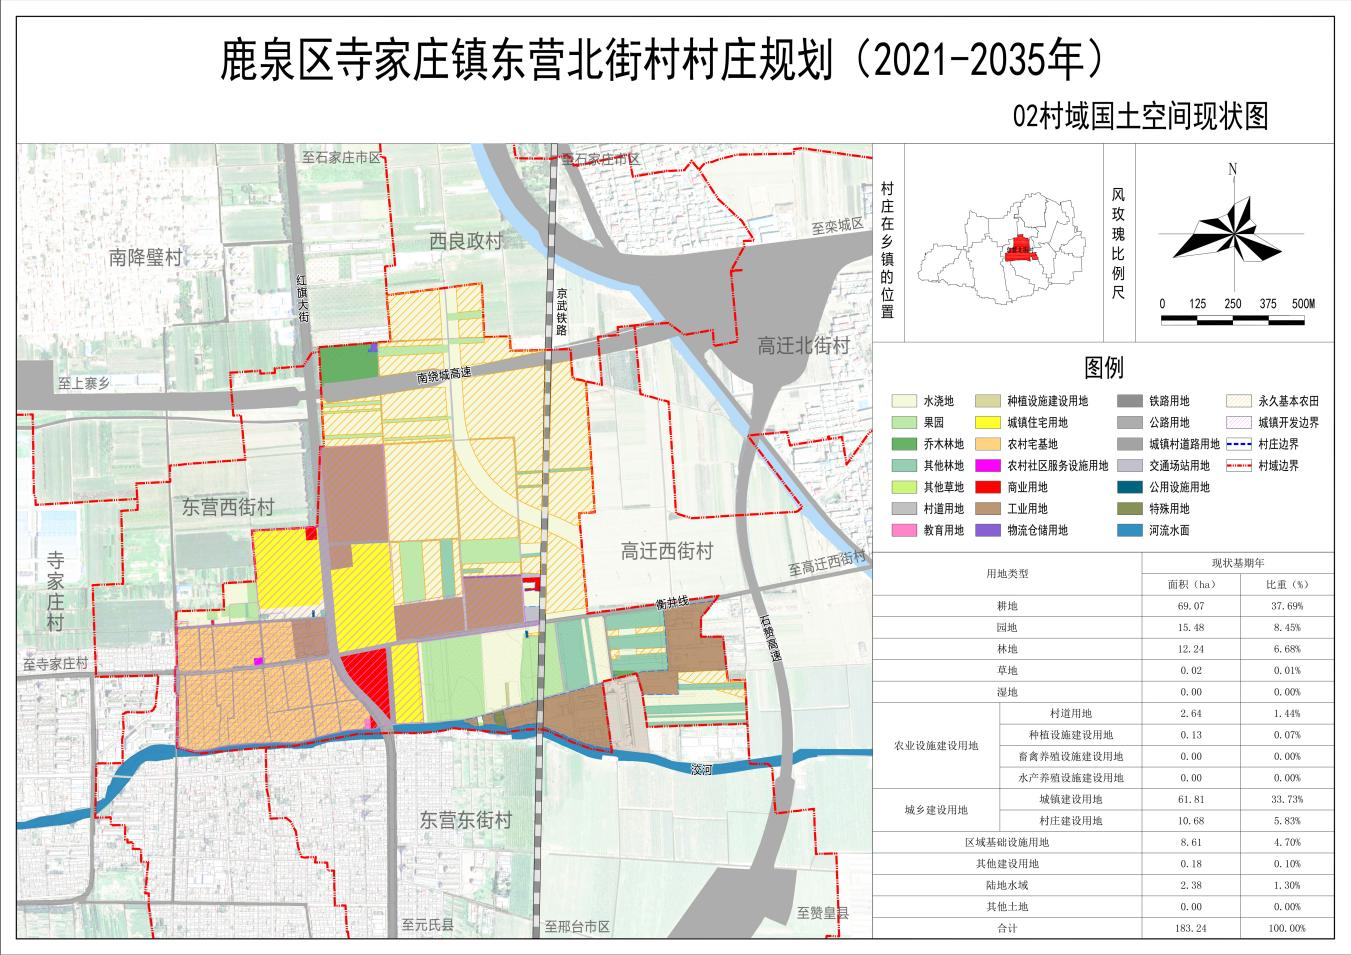 鹿泉区寺家庄镇东营北街村村庄规划（2021-2035年）
02村域国土空间现状图
至石家庄市区
至石家庄市区
至栾城区
南降壁村
西良政村
红旗大街
京武铁路
高迁北街村
南绕城高速
至上寨乡
东营西街村
寺家庄村
高迁西街村
至高迁西街村
衡井线
石赞高速
至寺家庄村
洨河
东营东街村
至元氏县
至邢台市区
至赞皇县
村庄在乡镇的位置
风玫瑰比例尺
N
0 125 250 375 500M
图例
水浇地 种植设施建设用地 铁路用地 永久基本农田
果园 城镇住宅用地 公路用地 城镇开发边界
乔木林地 农村宅基地 城镇村道路用地 村庄边界
其他林地 农村社区服务设施用地 交通场站用地 村域边界
其他草地 商业用地 公用设施用地
村道用地 工业用地 特殊用地
教育用地 物流仓储用地 河流水面
用地类型 现状基期年
面积（ha） 比重（%）
耕地 69.07 37.69%
园地 15.48 8.45%
林地 12.24 6.68%
草地 0.02 0.01%
湿地 0.00 0.00%
农业设施建设用地 村道用地 2.64 1.44%
种植设施建设用地 0.13 0.07%
畜禽养殖设施建设用地 0.00 0.00%
水产养殖设施建设用地 0.00 0.00%
城乡建设用地 城镇建设用地 61.81 33.73%
村庄建设用地 10.68 5.83%
区域基础设施用地 8.61 4.70%
其他建设用地 0.18 0.10%
陆地水域 2.38 1.30%
其他土地 0.00 0.00%
合计 183.24 100.00%